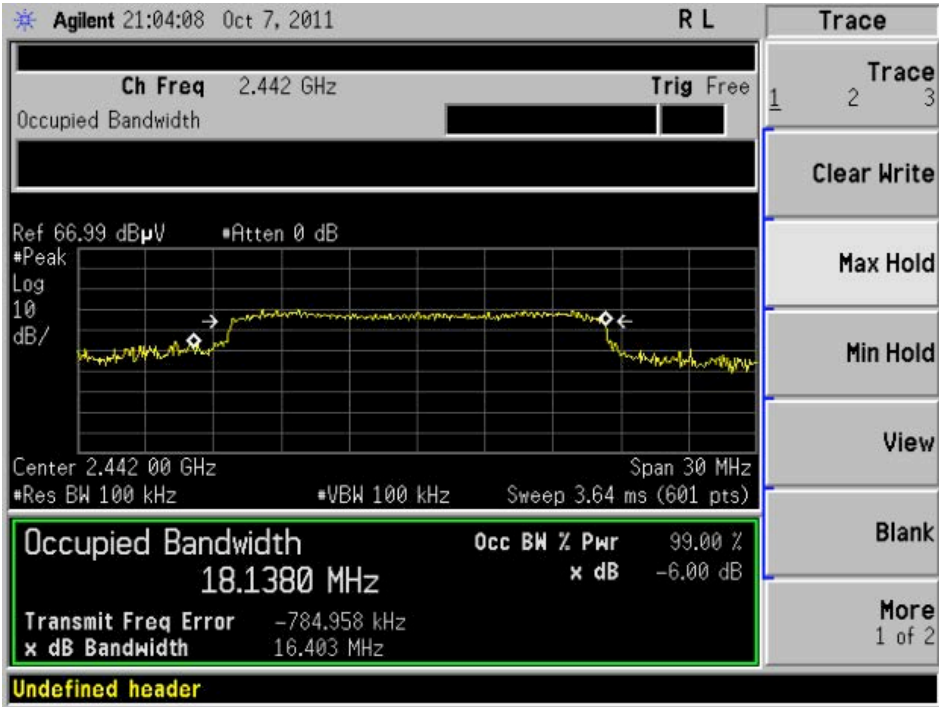 Agilent 21:04:08 Oct 7, 2011 R L Trace
Ch Freq 2.442 GHz Trig Free
Occupied Bandwidth
Trace
1 2 3
Clear Write
Max Hold
Min Hold
View
Blank
More
1 of 2
Ref 66.99 dBµV #Atten 0 dB
#Peak
Log
10
dB/
Center 2.442 00 GHz Span 30 MHz
#Res BW 100 kHz #VBW 100 kHz Sweep 3.64 ms (601 pts)
Occupied Bandwidth Occ BW % Pwr 99.00 %
18.1380 MHz x dB -6.00 dB
Transmit Freq Error -784.958 kHz
x dB Bandwidth 16.403 MHz
Undefined header